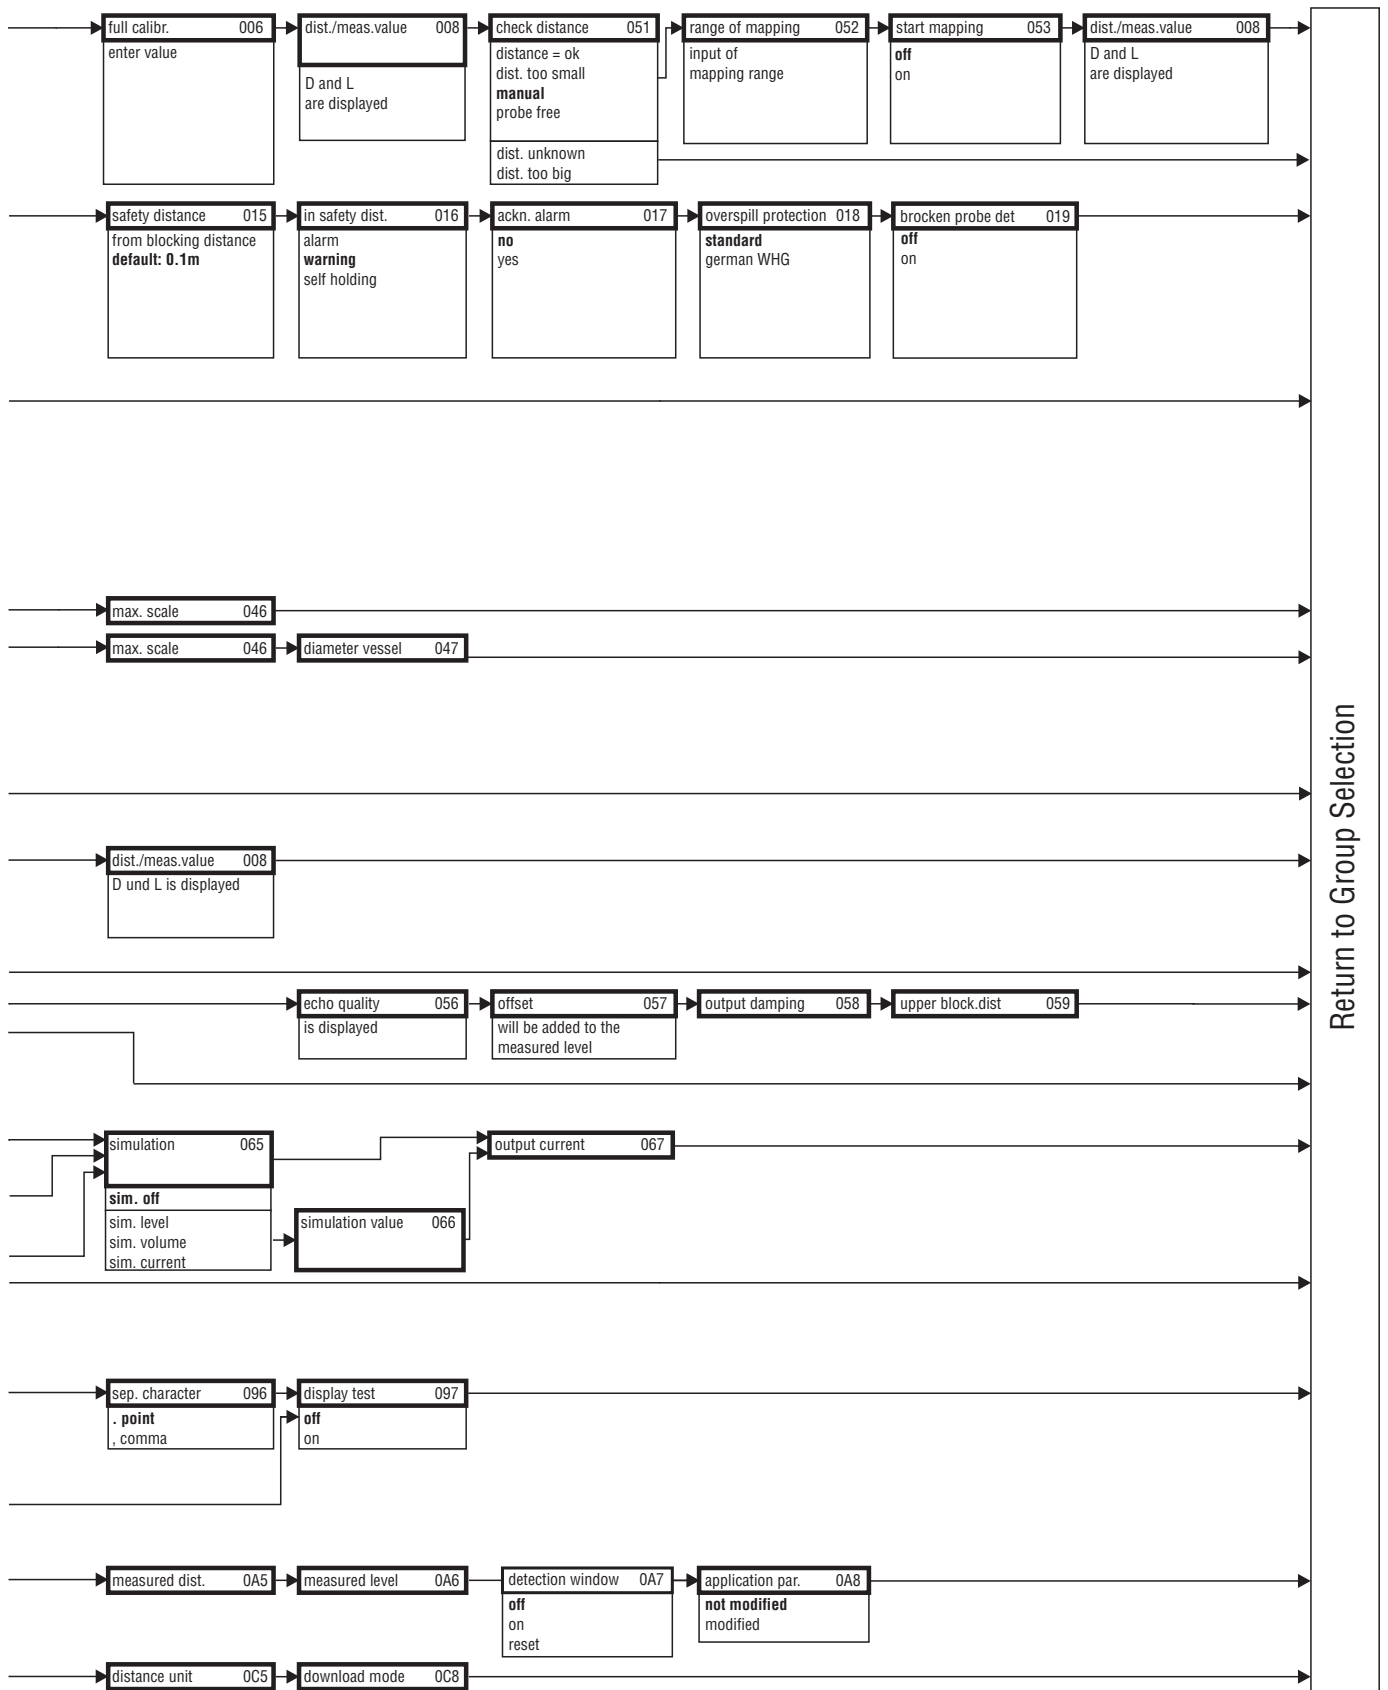 full calibr. 006
enter value
dist./meas.value 008
D and L
are displayed
check distance 051
distance = ok
dist. too small
manual
probe free
dist. unknown
dist. too big
range of mapping 052
input of
mapping range
start mapping 053
off
on
dist./meas.value 008
D and L
are displayed
safety distance 015
from blocking distance
default: 0.1m
in safety dist. 016
alarm
warning
self holding
ackn. alarm 017
no
yes
overspill protection 018
standard
german WHG
brocken probe det 019
off
on
max. scale 046
max. scale 046
diameter vessel 047
dist./meas.value 008
D und L is displayed
echo quality 056
is displayed
offset 057
will be added to the
measured level
output damping 058
upper block.dist 059
simulation 065
sim. off
sim. level
sim. volume
sim. current
simulation value 066
output current 067
sep. character 096
. point
, comma
display test 097
off
on
measured dist. 0A5
measured level 0A6
detection window 0A7
off
on
reset
application par. 0A8
not modified
modified
distance unit 0C5
download mode 0C8
Return to Group Selection